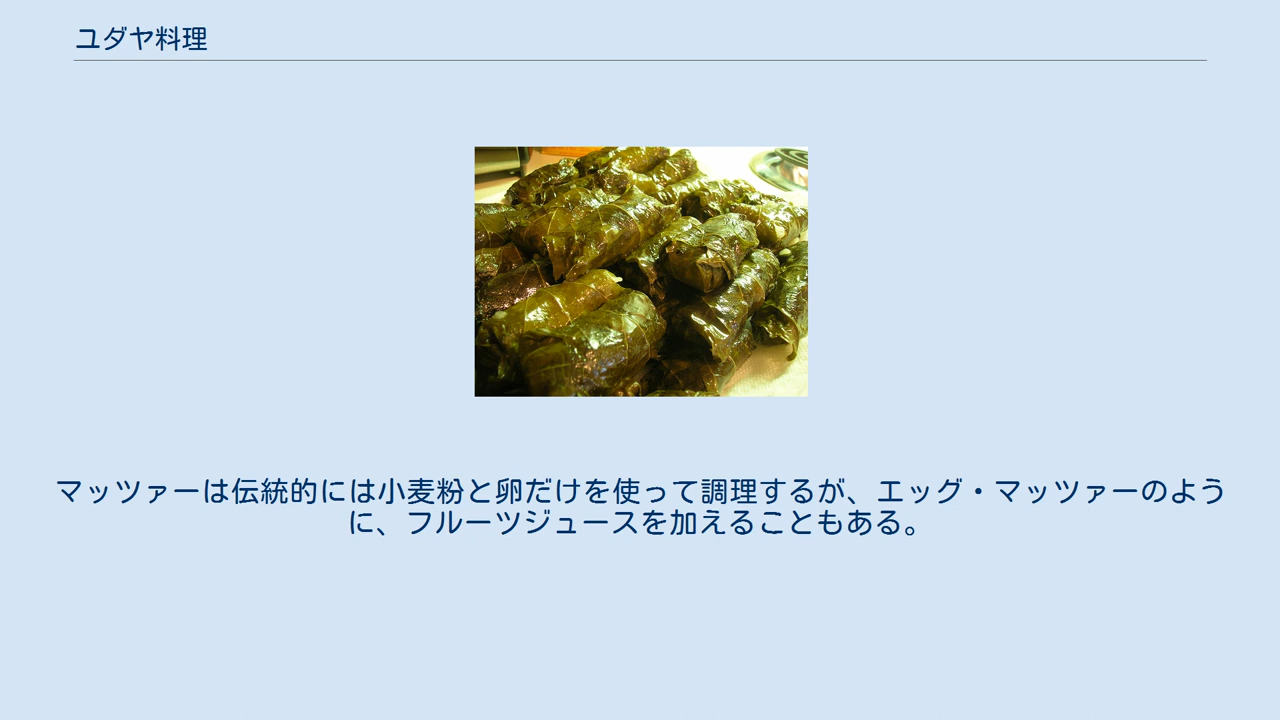 ユダヤ料理
マッツァーは伝統的には小麦粉と卵だけを使って調理するが、エッグ・マッツァーのよう
に、フルーツジュースを加えることもある。